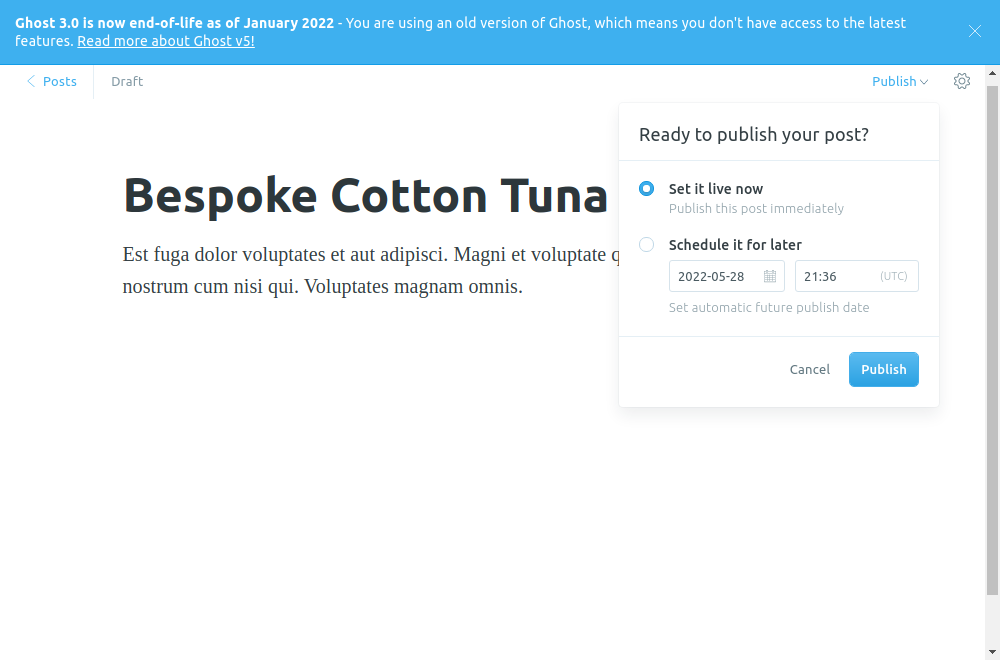 Ghost 3.0 is now end-of-life as of January 2022 - You are using an old version of Ghost, which means you don't have access to the latest
features. Read more about Ghost v5!
Posts
Draft
Publish
Ready to publish your post?
Bespoke Cotton Tuna
Set it live now
Publish this post immediately
Est fuga dolor voluptates et aut adipisci. Magni et voluptate
nostrum cum nisi qui. Voluptates magnam omnis.
Schedule it for later
2022-05-28
21:36
(UTC)
Set automatic future publish date
Cancel
Publish